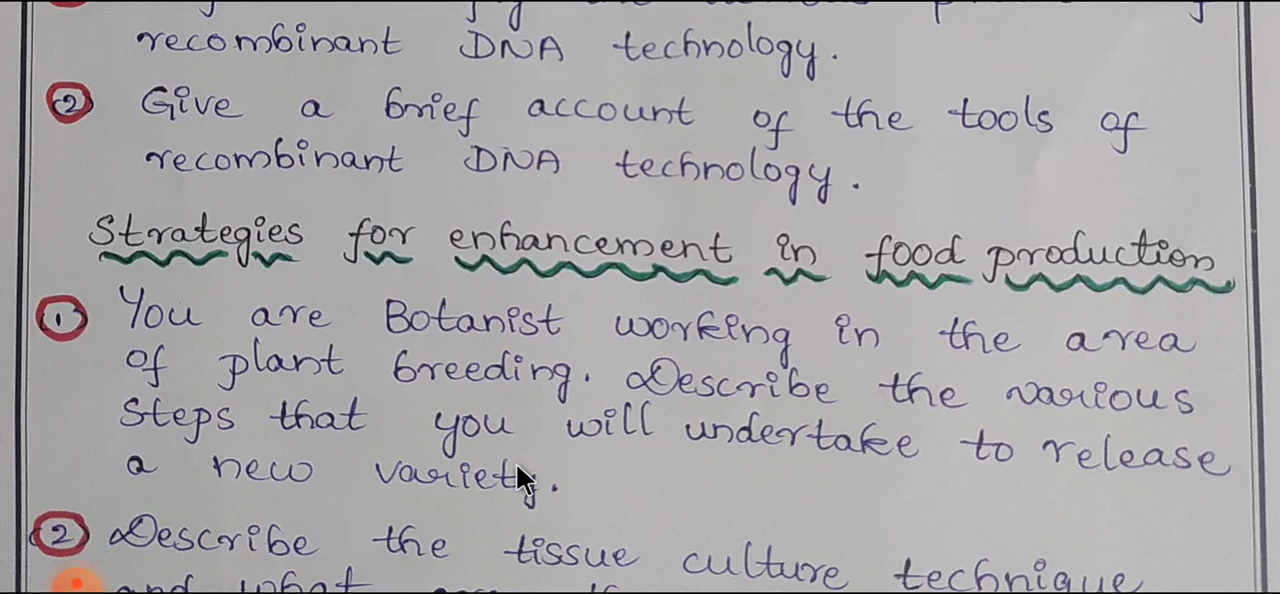 recombinant DNA technology.
② Give a brief account of the tools of
recombinant DNA technology.
Strategies for enhancement in food production
① You are Botanist working in the area
of plant breeding. Describe the various
steps that you will undertake to release
a new variety.
② Describe the tissue culture technique
and what